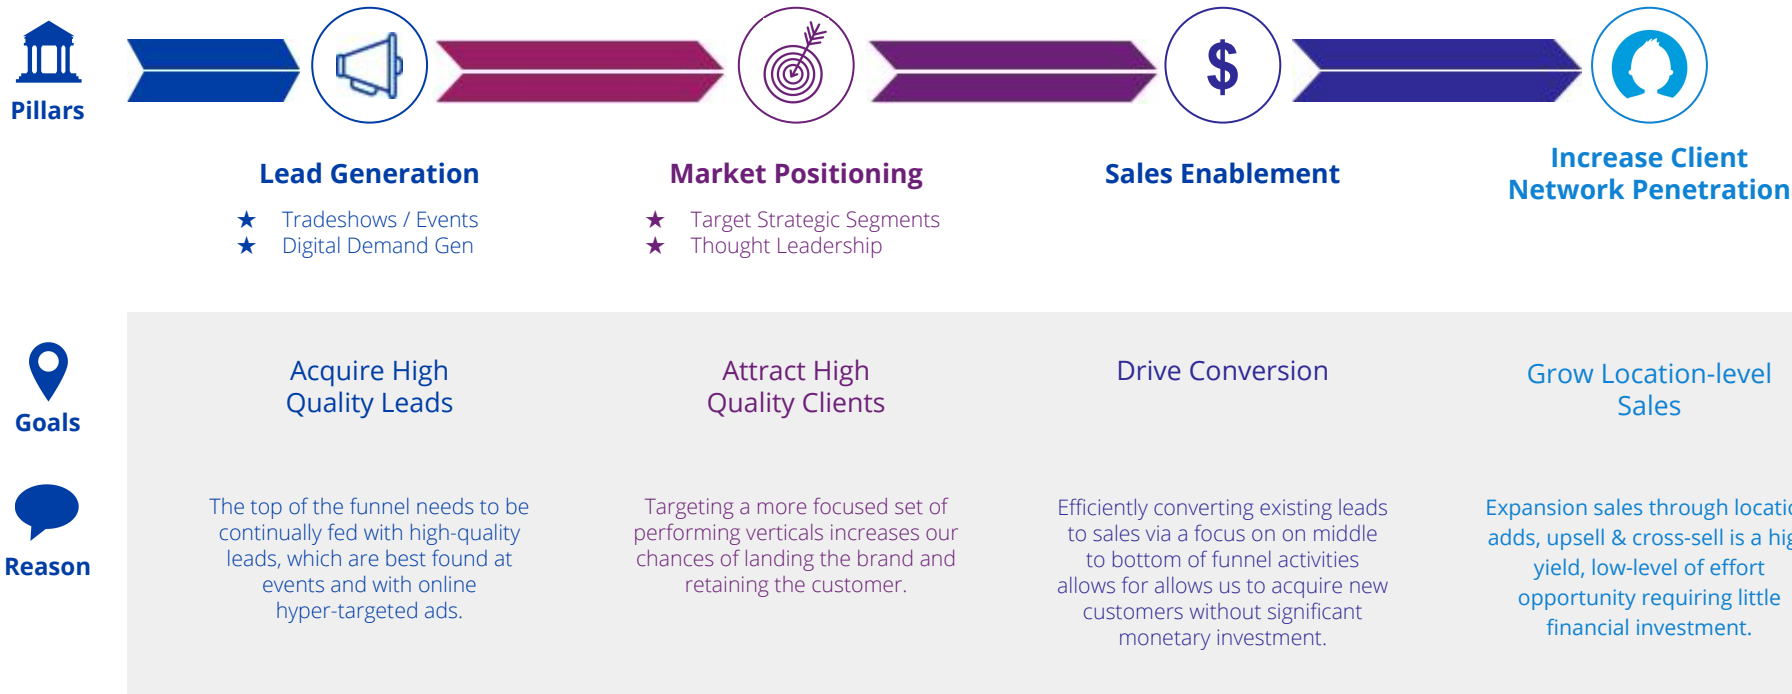 Pillars
Lead Generation
★ Tradeshows / Events
★ Digital Demand Gen
Market Positioning
★ Target Strategic Segments
★ Thought Leadership
$
Sales Enablement
Increase Client
Network Penetration
Goals
Acquire High
Quality Leads
Attract High
Quality Clients
Drive Conversion
Grow Location-level
Sales
Reason
The top of the funnel needs to be
continually fed with high-quality
leads, which are best found at
events and with online
hyper-targeted ads.
Targeting a more focused set of
performing verticals increases our
chances of landing the brand and
retaining the customer.
Efficiently converting existing leads
to sales via a focus on on middle
to bottom of funnel activities
allows for allows us to acquire new
customers without significant
monetary investment.
Expansion sales through
adds, upsell & cross-sell is a
yield, low-level of effort
opportunity requiring little
financial investment.